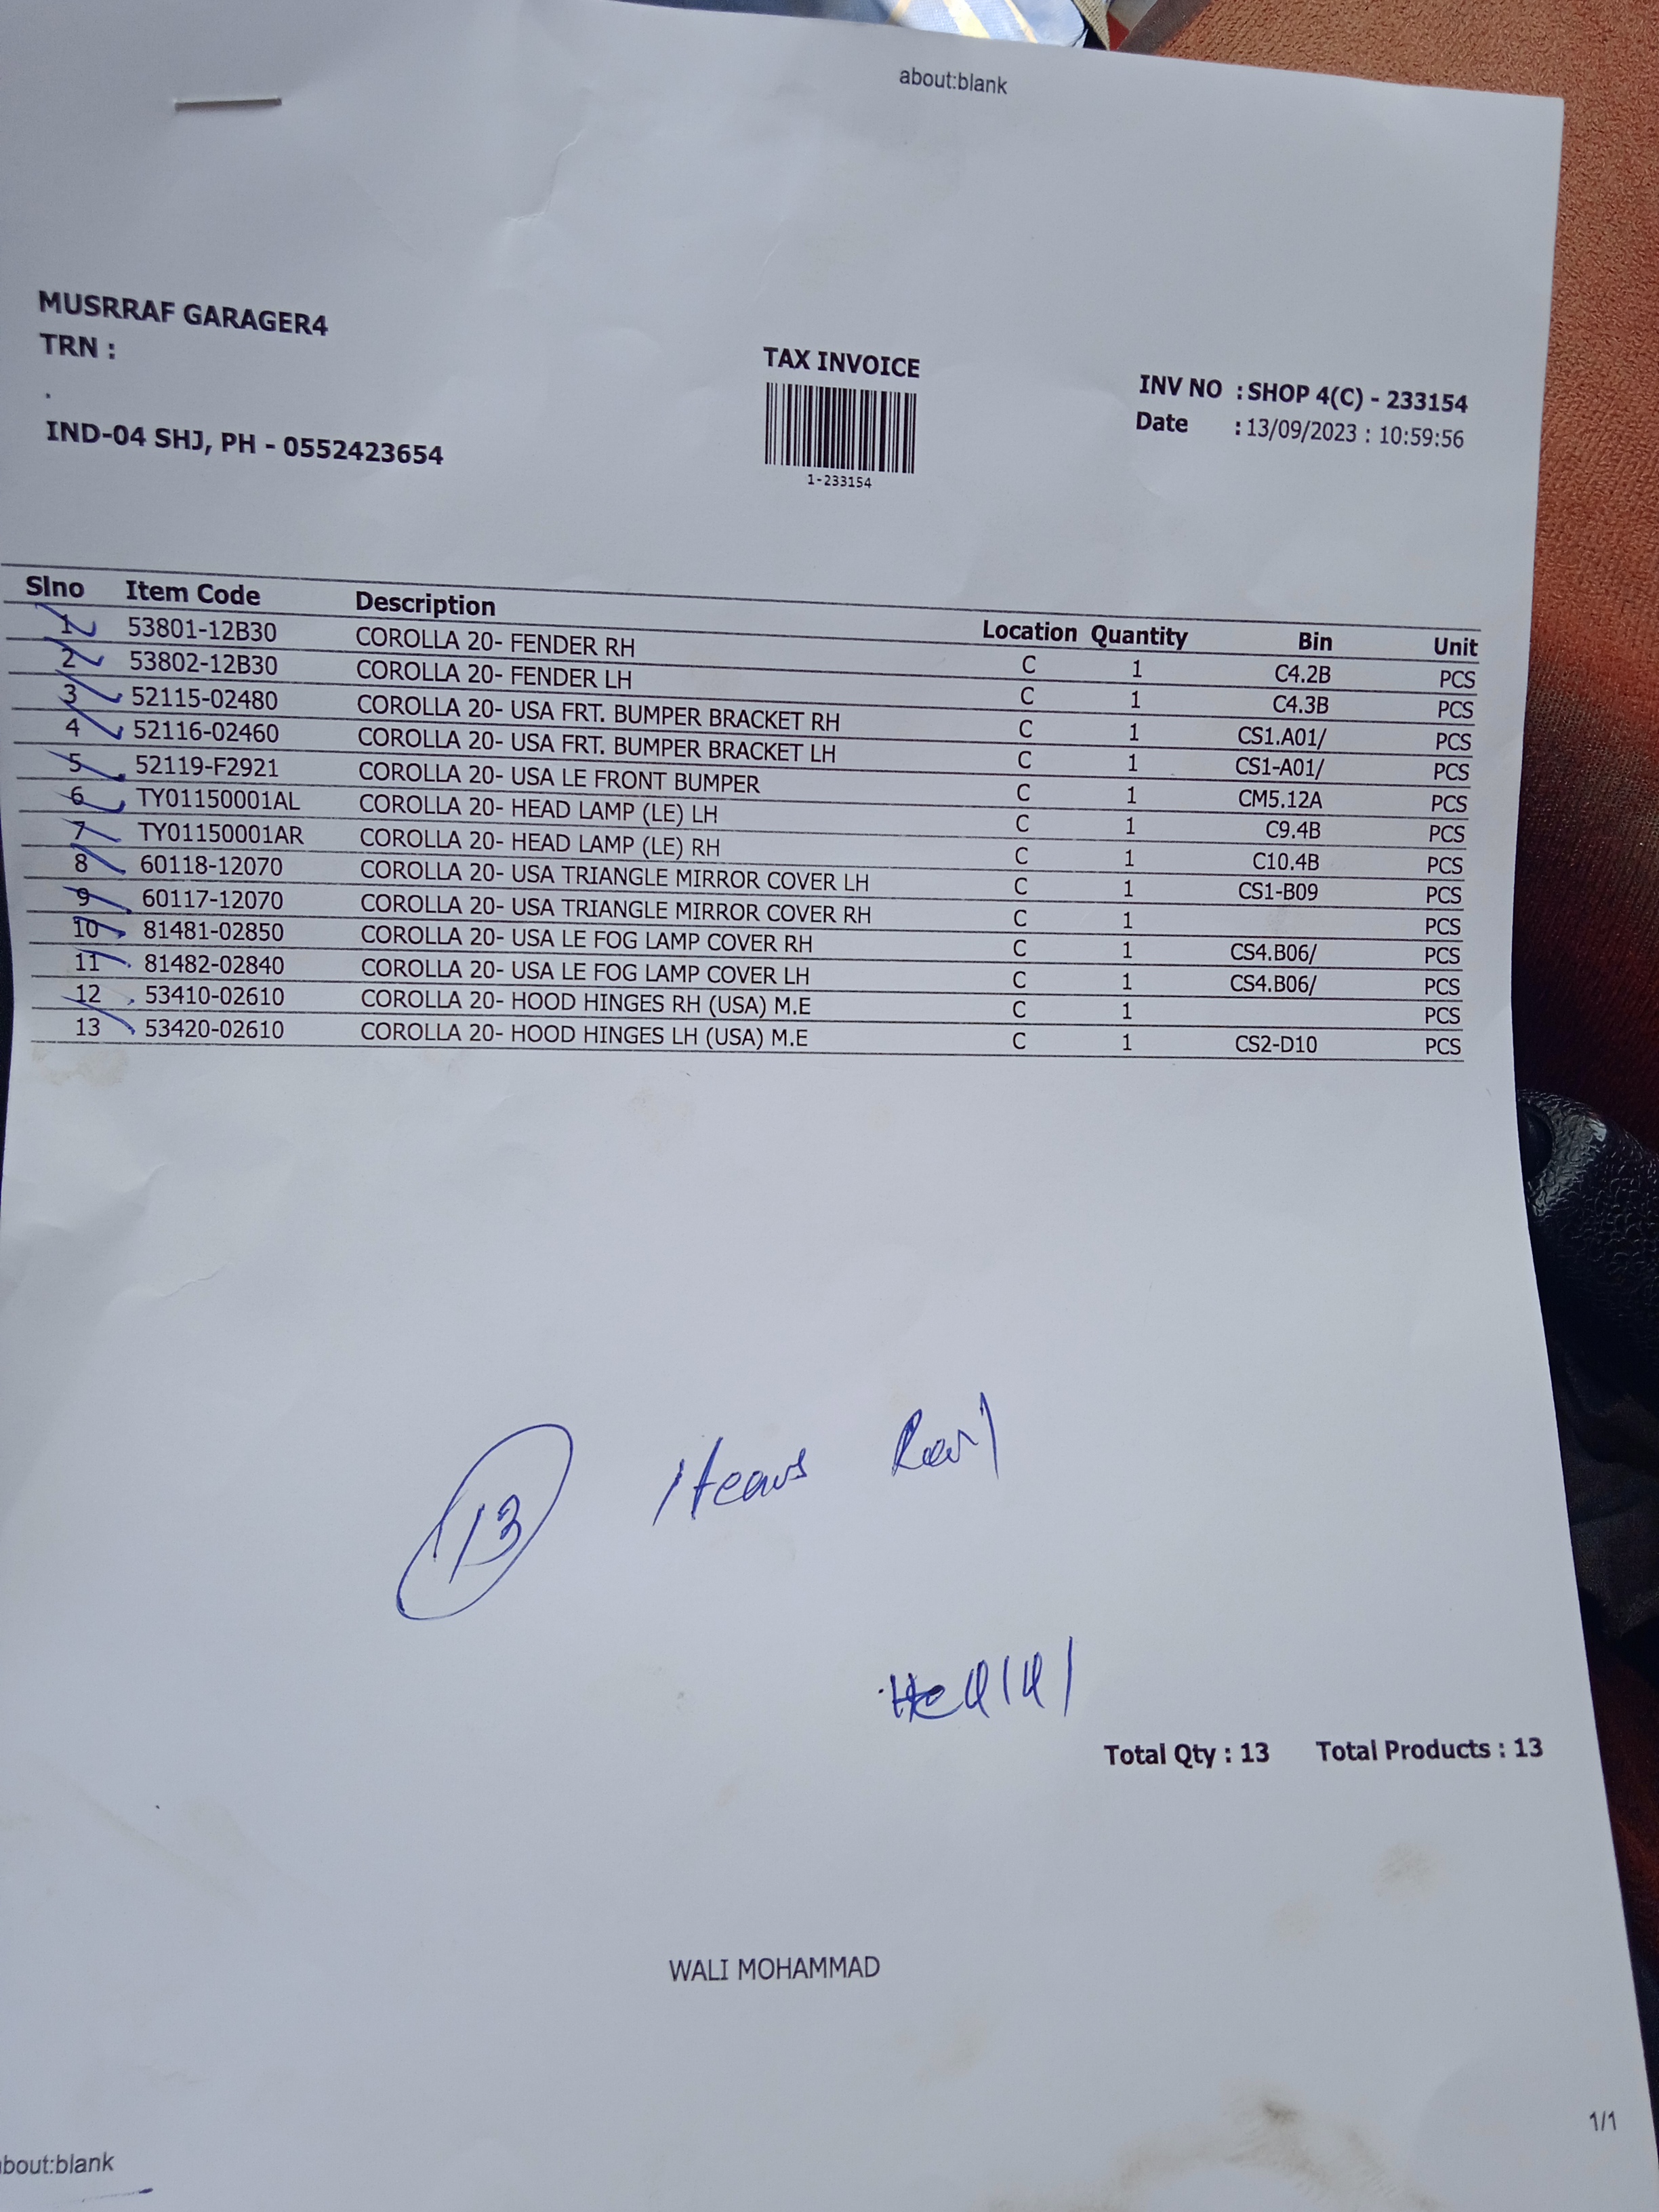 about:blank
MUSRRAF GARAGER4
TRN :
.
IND-04 SHJ, PH - 0552423654
TAX INVOICE
1-233154
INV NO : SHOP 4(C) - 233154
Date : 13/09/2023 : 10:59:56
Slno Item Code Description Location Quantity Bin Unit
1 53801-12B30 COROLLA 20- FENDER RH C 1 C4.2B PCS
2 53802-12B30 COROLLA 20- FENDER LH C 1 C4.3B PCS
3 52115-02480 COROLLA 20- USA FRT. BUMPER BRACKET RH C 1 CS1.A01/ PCS
4 52116-02460 COROLLA 20- USA FRT. BUMPER BRACKET LH C 1 CS1-A01/ PCS
5 52119-F2921 COROLLA 20- USA LE FRONT BUMPER C 1 CM5.12A PCS
6 TY01150001AL COROLLA 20- HEAD LAMP (LE) LH C 1 C9.4B PCS
7 TY01150001AR COROLLA 20- HEAD LAMP (LE) RH C 1 C10.4B PCS
8 60118-12070 COROLLA 20- USA TRIANGLE MIRROR COVER LH C 1 CS1-B09 PCS
9 60117-12070 COROLLA 20- USA TRIANGLE MIRROR COVER RH C 1 PCS
10 81481-02850 COROLLA 20- USA LE FOG LAMP COVER RH C 1 CS4.B06/ PCS
11 81482-02840 COROLLA 20- USA LE FOG LAMP COVER LH C 1 CS4.B06/ PCS
12 53410-02610 COROLLA 20- HOOD HINGES RH (USA) M.E C 1 PCS
13 53420-02610 COROLLA 20- HOOD HINGES LH (USA) M.E C 1 CS2-D10 PCS
13 Items
Total Qty : 13 Total Products : 13
WALI MOHAMMAD
1/1
bout:blank